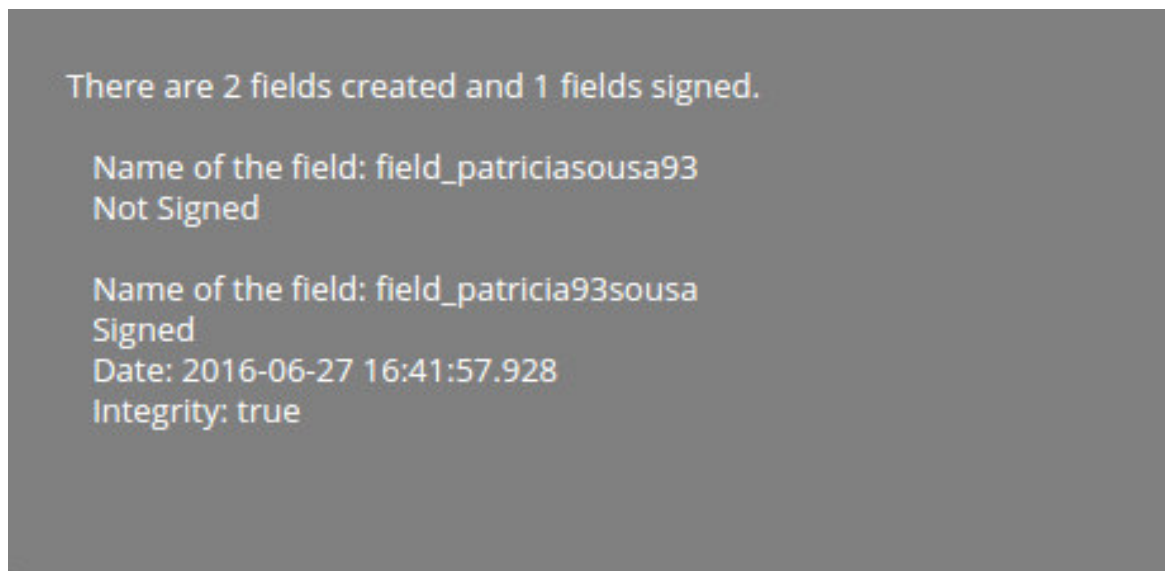 There are 2 fields created and 1 fields signed.
Name of the field: field_patriciasousa93
Not Signed
Name of the field: field_patricia93sousa
Signed
Date: 2016-06-27 16:41:57.928
Integrity: true